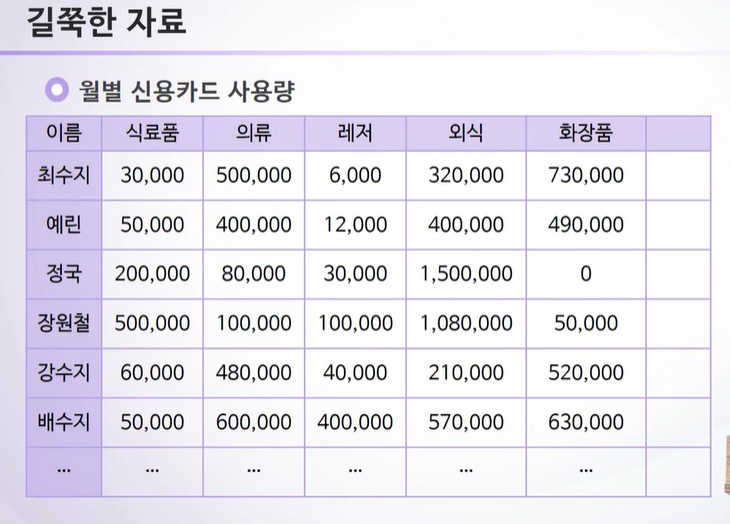 길쭉한 자료
월별 신용카드 사용량
이름 식료품 의류 레저 외식 화장품
최수지 30,000 500,000 6,000 320,000 730,000
예린 50,000 400,000 12,000 400,000 490,000
정국 200,000 80,000 30,000 1,500,000 0
장원철 500,000 100,000 100,000 1,080,000 50,000
강수지 60,000 480,000 40,000 210,000 520,000
배수지 50,000 600,000 400,000 570,000 630,000
... ... ... ... ... ...